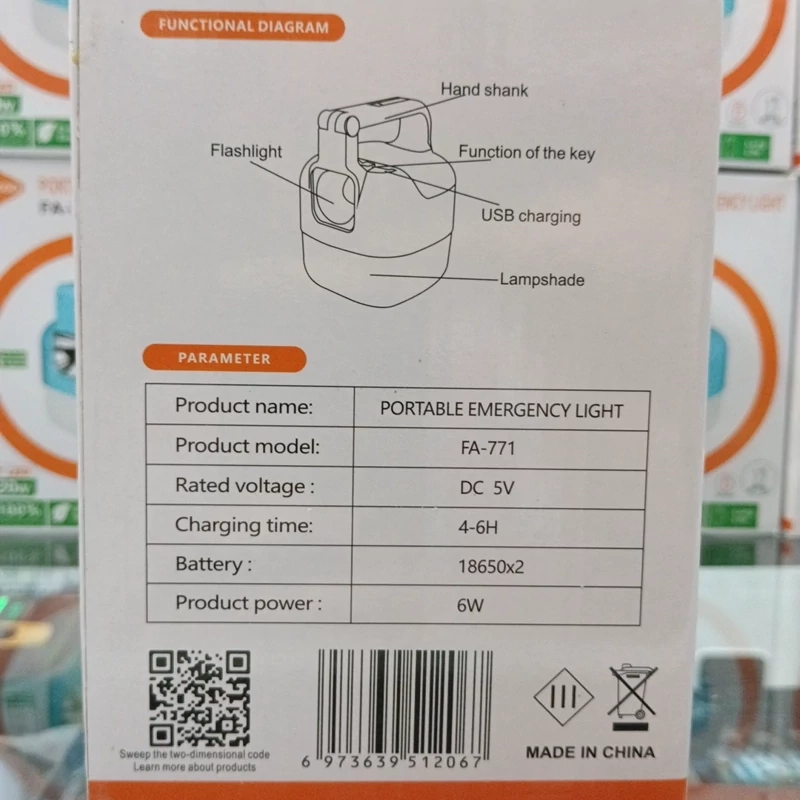 FUNCTIONAL DIAGRAM
Hand shank
Flashlight
Function of the key
USB charging
Lampshade
PARAMETER
Product name: PORTABLE EMERGENCY LIGHT
Product model: FA-771
Rated voltage : DC 5V
Charging time: 4-6H
Battery : 18650x2
Product power : 6W
Sweep the two-dimensional code
Learn more about products
6 973639 512067
MADE IN CHINA